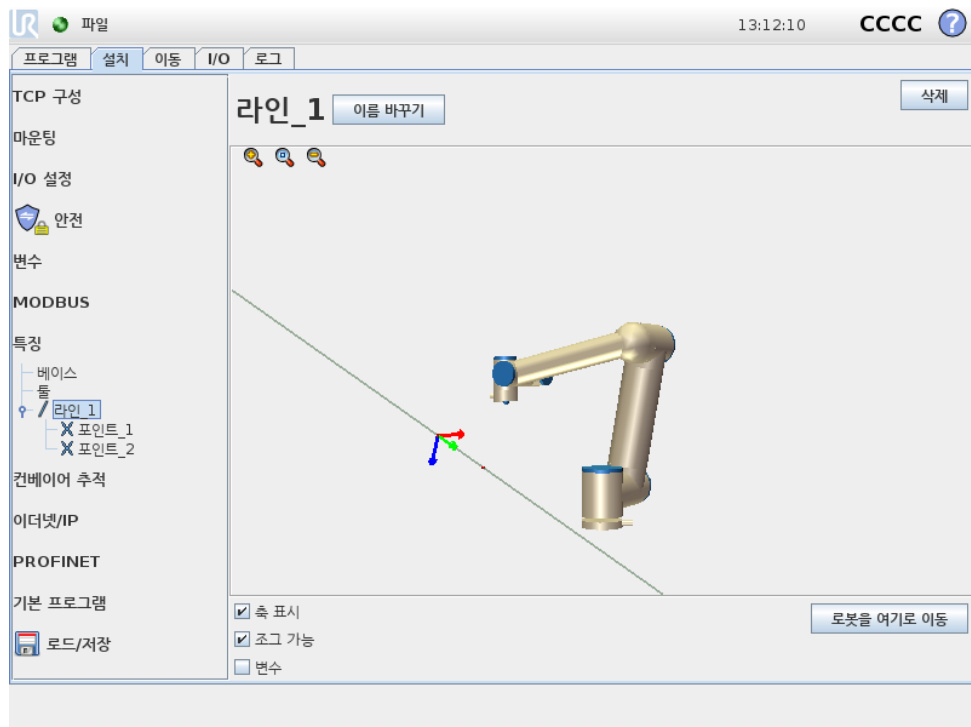 UR 파일 13:12:10 CCCC ?
프로그램 설치 이동 I/O 로그
TCP 구성
마운팅
I/O 설정
안전
변수
MODBUS
특징
베이스
툴
라인_1
포인트_1
포인트_2
컨베이어 추적
이더넷/IP
PROFINET
기본 프로그램
로드/저장
라인_1 이름 바꾸기 삭제
축 표시
조그 가능
변수
로봇을 여기로 이동